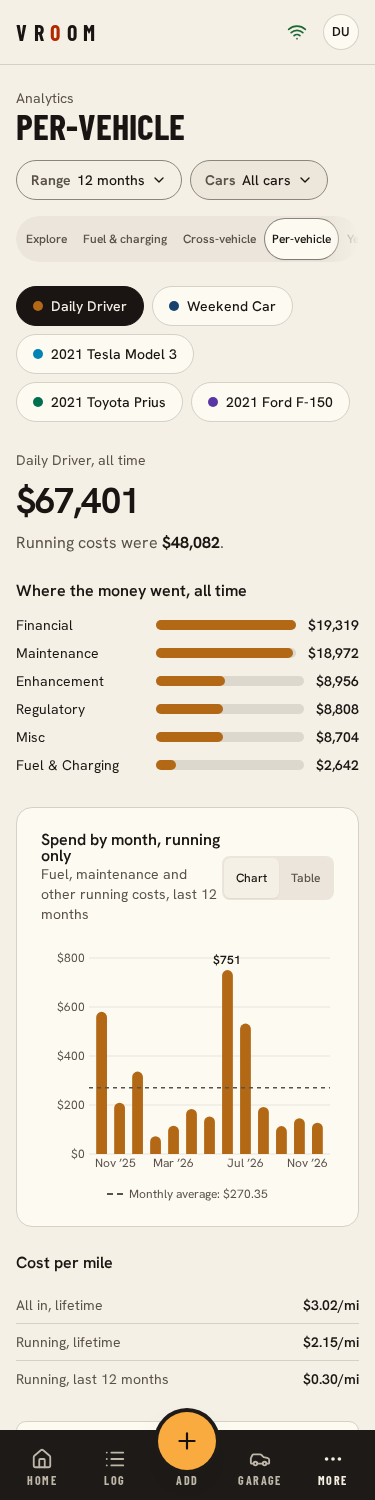 VROOM
DU
Analytics
PER-VEHICLE
Range 12 months
Cars All cars
Explore Fuel & charging Cross-vehicle Per-vehicle
Daily Driver
Weekend Car
2021 Tesla Model 3
2021 Toyota Prius
2021 Ford F-150
Daily Driver, all time
$67,401
Running costs were $48,082.
Where the money went, all time
Financial $19,319
Maintenance $18,972
Enhancement $8,956
Regulatory $8,808
Misc $8,704
Fuel & Charging $2,642
Spend by month, running
only
Fuel, maintenance and
other running costs, last 12
months
Chart Table
$751
$800
$600
$400
$200
$0
Nov '25 Mar '26 Jul '26 Nov '26
Monthly average: $270.35
Cost per mile
All in, lifetime $3.02/mi
Running, lifetime $2.15/mi
Running, last 12 months $0.30/mi
HOME LOG ADD GARAGE MORE